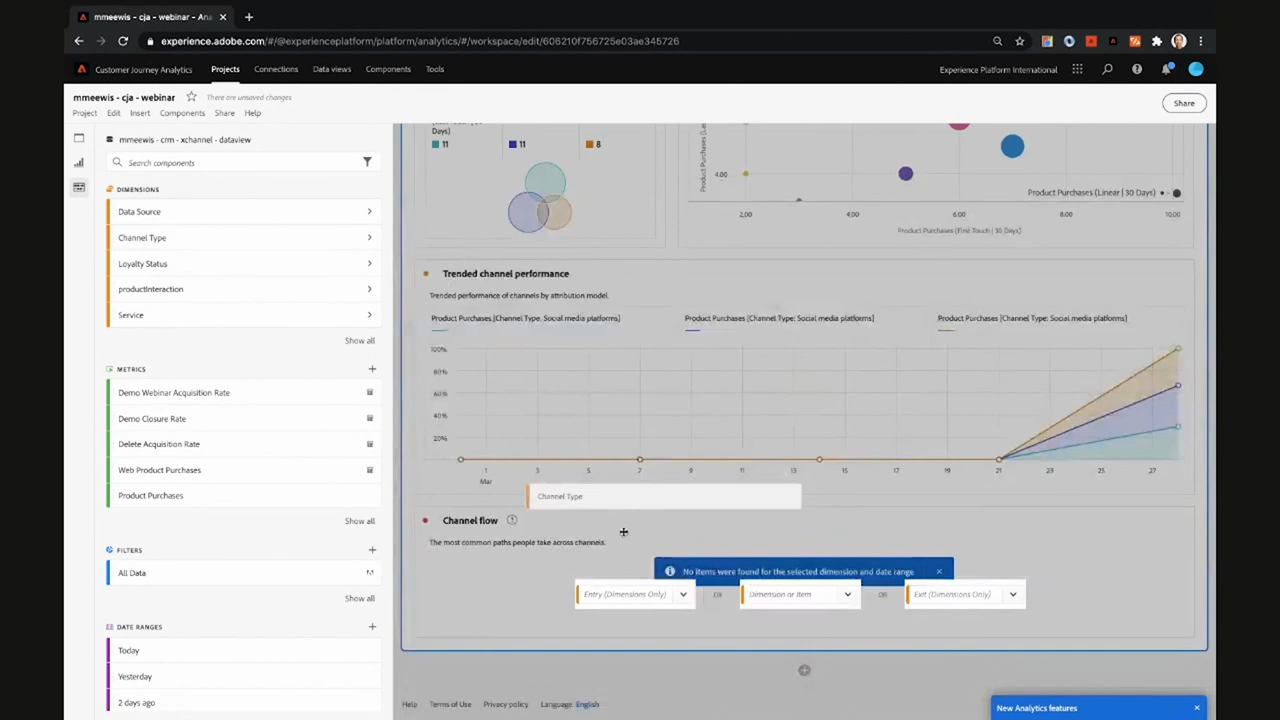 mmeewis - cja - webinar - Ana
experience.adobe.com/#/@experienceplatform/platform/analytics/#/workspace/edit/606210f756725e03ae345726
Customer Journey Analytics
Projects
Connections
Data views
Components
Tools
Experience Platform International
mmeewis - cja - webinar
There are unsaved changes
Share
Project
Edit
Insert
Components
Share
Help
mmeewis - crm - xchannel - dataview
Search components
DIMENSIONS
Data Source
Channel Type
Loyalty Status
productInteraction
Service
Show all
METRICS
Demo Webinar Acquisition Rate
Demo Closure Rate
Delete Acquisition Rate
Web Product Purchases
Product Purchases
Show all
FILTERS
All Data
Show all
DATE RANGES
Today
Yesterday
2 days ago
Days)
11
11
8
4.00
Product Purchases (Linear | 30 Days)
2.00
4.00
6.00
8.00
10.00
Product Purchases (First Touch | 30 Days)
Trended channel performance
Trended performance of channels by attribution model.
Product Purchases [Channel Type: Social media platforms]
Product Purchases [Channel Type: Social media platforms]
Product Purchases [Channel Type: Social media platforms]
100%
80%
60%
40%
20%
1
3
5
7
9
11
13
15
17
19
21
23
25
27
Mar
Channel Type
Channel flow
The most common paths people take across channels.
No items were found for the selected dimension and date range
Entry (Dimensions Only)
OR
Dimension or Item
OR
Exit (Dimensions Only)
Help
Terms of Use
Privacy policy
Language: English
New Analytics features